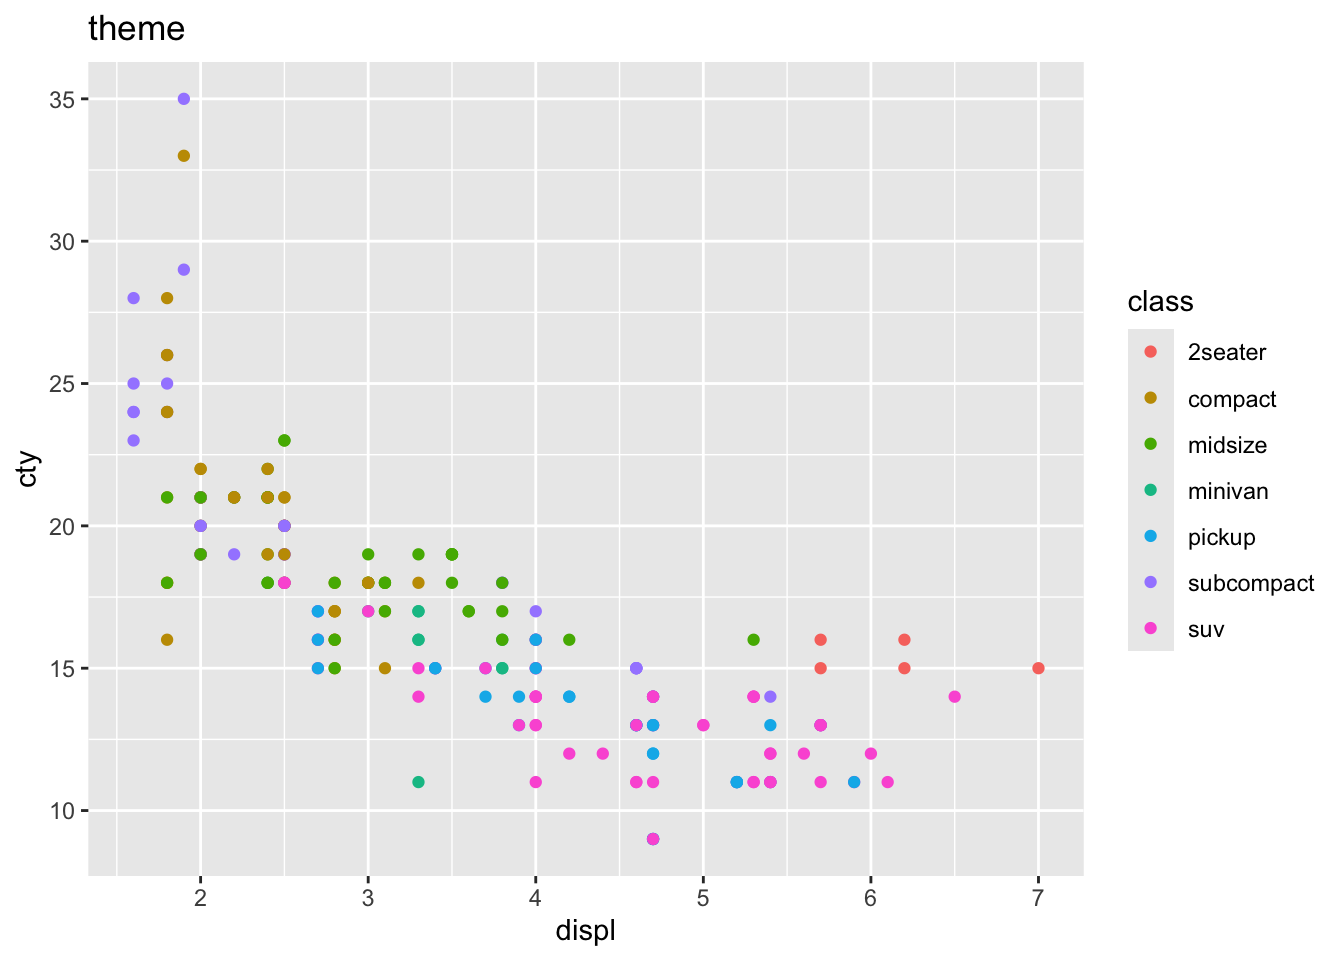 theme
35
30
25
20
15
10
cty
2 3 4 5 6 7
displ
class
2seater
compact
midsize
minivan
pickup
subcompact
suv